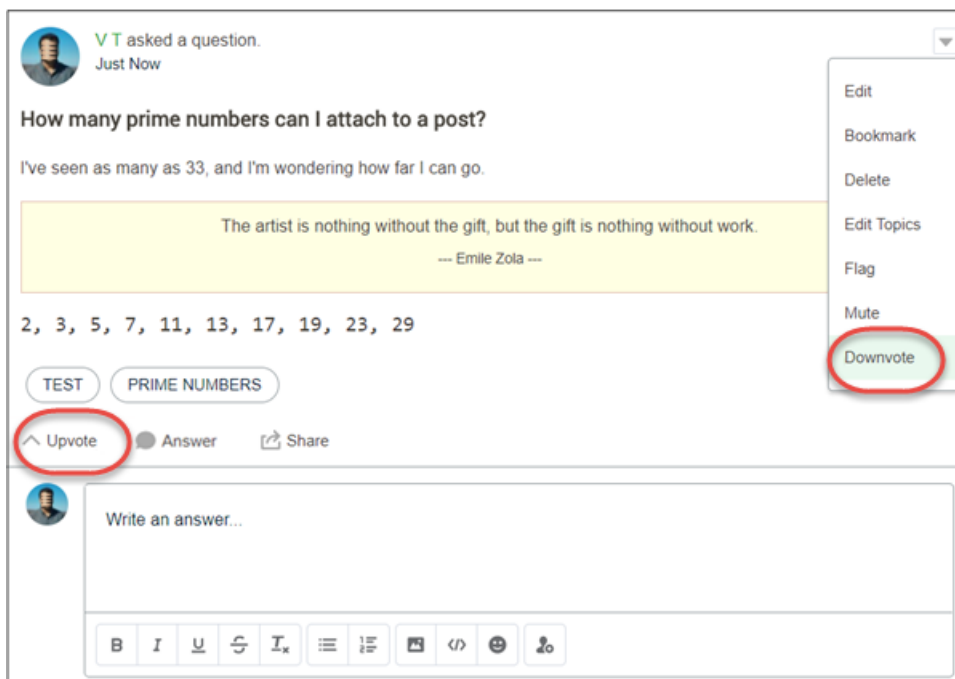 V T asked a question.
Just Now
Edit
Bookmark
How many prime numbers can I attach to a post?
I've seen as many as 33, and I'm wondering how far I can go.
Delete
Edit Topics
The artist is nothing without the gift, but the gift is nothing without work.
--- Emile Zola ---
Flag
Mute
2, 3, 5, 7, 11, 13, 17, 19, 23, 29
Downvote
TEST PRIME NUMBERS
Upvote Answer Share
Write an answer...
B I U S Tx